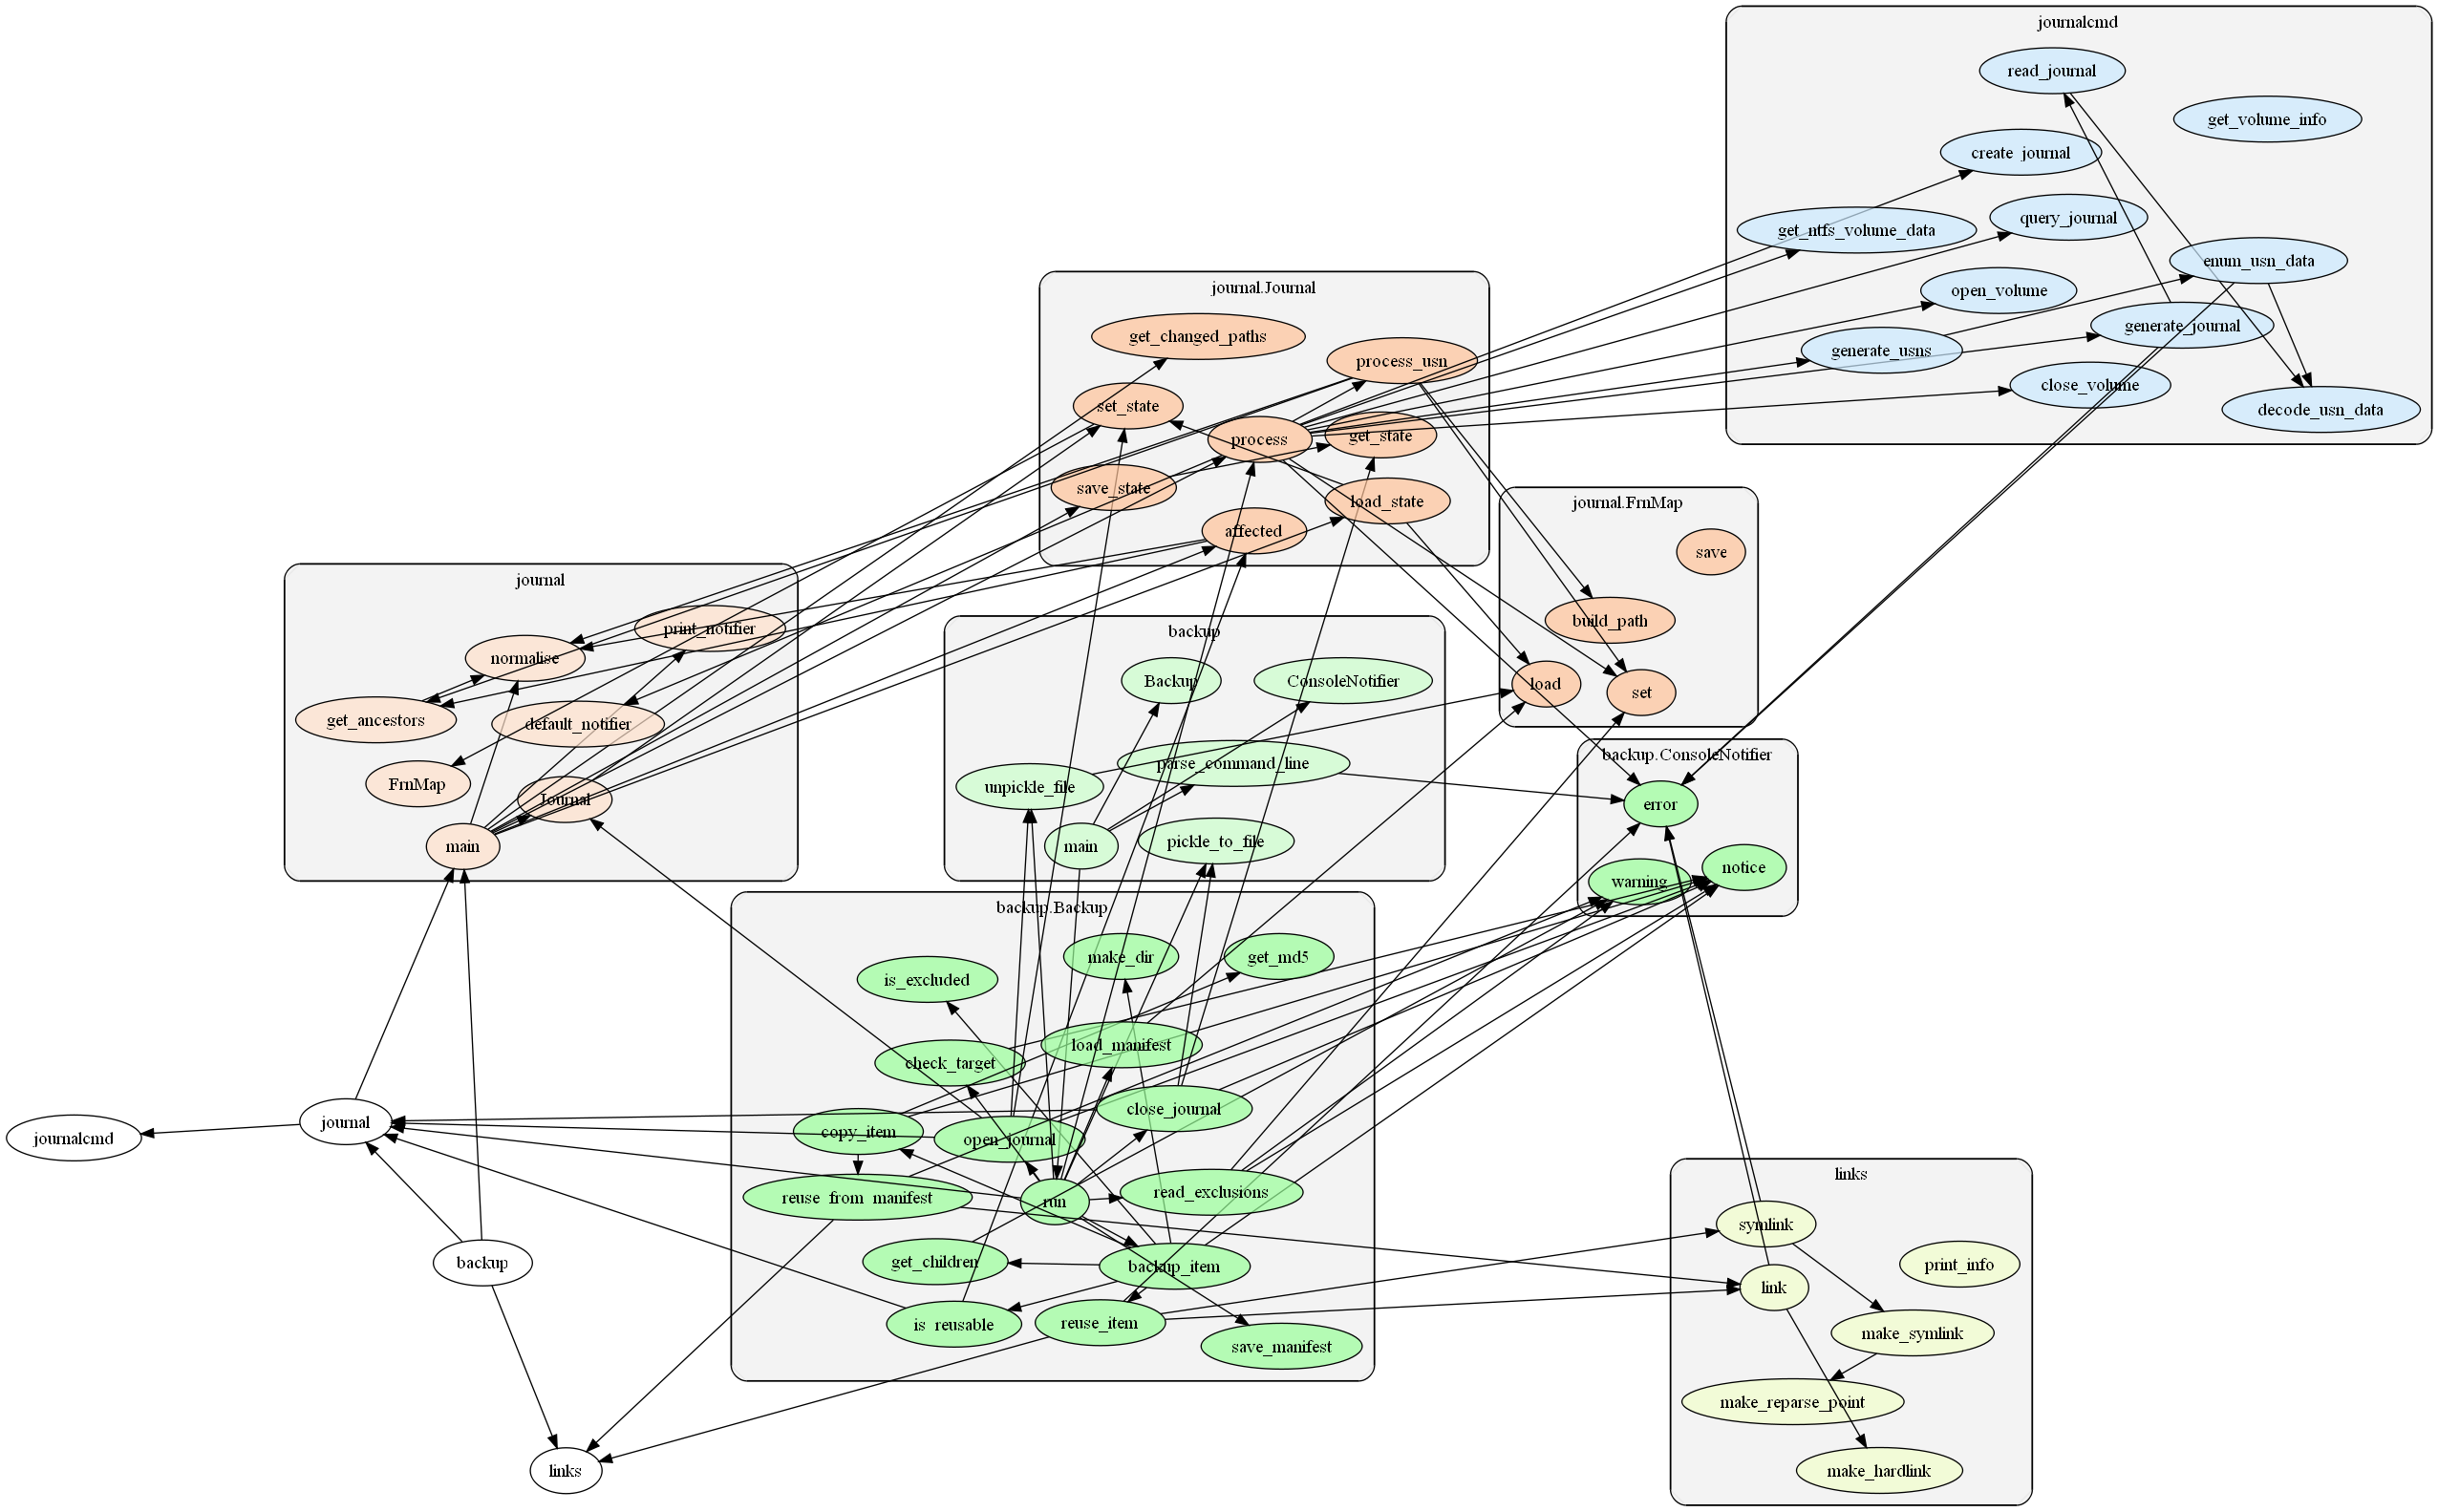 journalcmd
read_journal
get_volume_info
create_journal
query_journal
get_ntfs_volume_data
enum_usn_data
open_volume
generate_journal
generate_usns
close_volume
decode_usn_data
journal.Journal
get_changed_paths
process_usn
set_state
process
get_state
save_state
load_state
affected
journal.FrnMap
save
build_path
load
set
journal
print_notifier
normalise
get_ancestors
default_notifier
FrnMap
Journal
main
backup
Backup
ConsoleNotifier
parse_command_line
unpickle_file
pickle_to_file
main
backup.ConsoleNotifier
error
warning
notice
backup.Backup
make_dir
get_md5
is_excluded
load_manifest
check_target
close_journal
copy_item
open_journal
reuse_from_manifest
run
read_exclusions
get_children
backup_item
is_reusable
reuse_item
save_manifest
journalcmd
journal
backup
links
links
symlink
print_info
link
make_symlink
make_reparse_point
make_hardlink